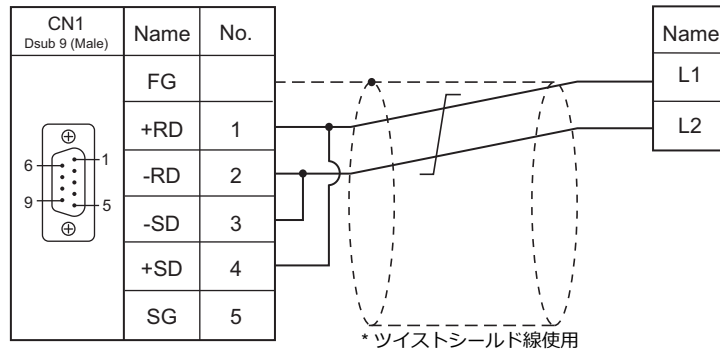 CN1
Dsub 9 (Male)
Name No.
FG
+RD 1
-RD 2
-SD 3
+SD 4
SG 5
6 1
9 5
Name
L1
L2
* ツイストシールド線使用